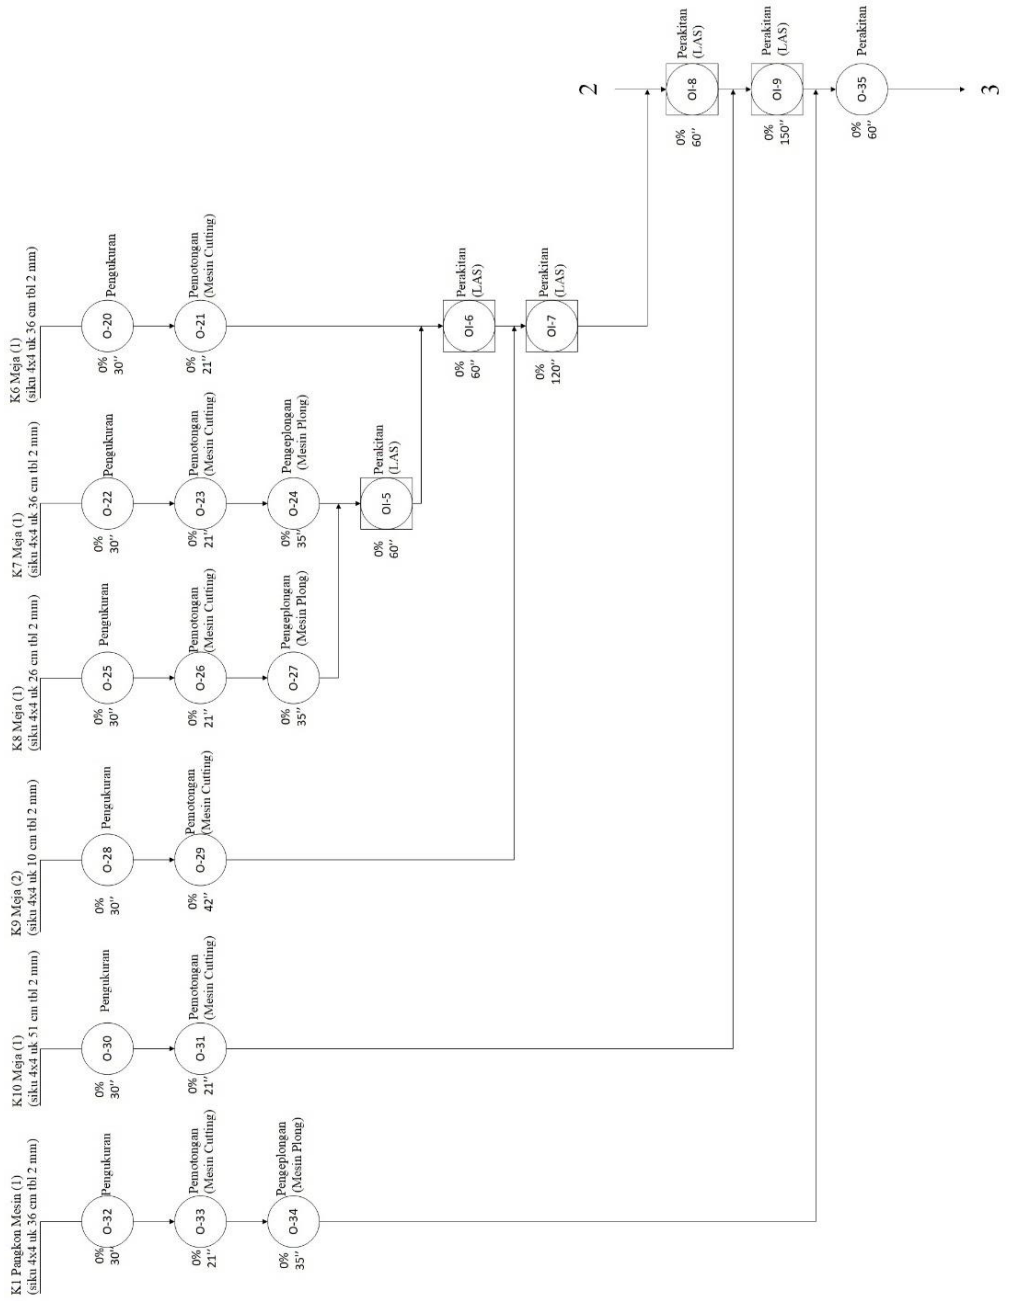 K1 Pangkon Mesin (1)
(siku 4x4 uk 36 cm tbl 2 mm)
0%
30''
O-32
Pengukuran
0%
21''
O-33
Pemotongan
(Mesin Cutting)
0%
35''
O-34
Pengeplongan
(Mesin Plong)
K10 Meja (1)
(siku 4x4 uk 51 cm tbl 2 mm)
0%
30''
O-30
Pengukuran
0%
21''
O-31
Pemotongan
(Mesin Cutting)
K9 Meja (2)
(siku 4x4 uk 10 cm tbl 2 mm)
0%
30''
O-28
Pengukuran
0%
42''
O-29
Pemotongan
(Mesin Cutting)
K8 Meja (1)
(siku 4x4 uk 26 cm tbl 2 mm)
0%
30''
O-25
Pengukuran
0%
21''
O-26
Pemotongan
(Mesin Cutting)
0%
35''
O-27
Pengeplongan
(Mesin Plong)
K7 Meja (1)
(siku 4x4 uk 36 cm tbl 2 mm)
0%
30''
O-22
Pengukuran
0%
21''
O-23
Pemotongan
(Mesin Cutting)
0%
35''
O-24
Pengeplongan
(Mesin Plong)
0%
60''
OI-5
Perakitan
(LAS)
K6 Meja (1)
(siku 4x4 uk 36 cm tbl 2 mm)
0%
30''
O-20
Pengukuran
0%
21''
O-21
Pemotongan
(Mesin Cutting)
0%
60''
OI-6
Perakitan
(LAS)
0%
120''
OI-7
Perakitan
(LAS)
2
0%
60''
OI-8
Perakitan
(LAS)
0%
150''
OI-9
Perakitan
(LAS)
0%
60''
O-35
Perakitan
3